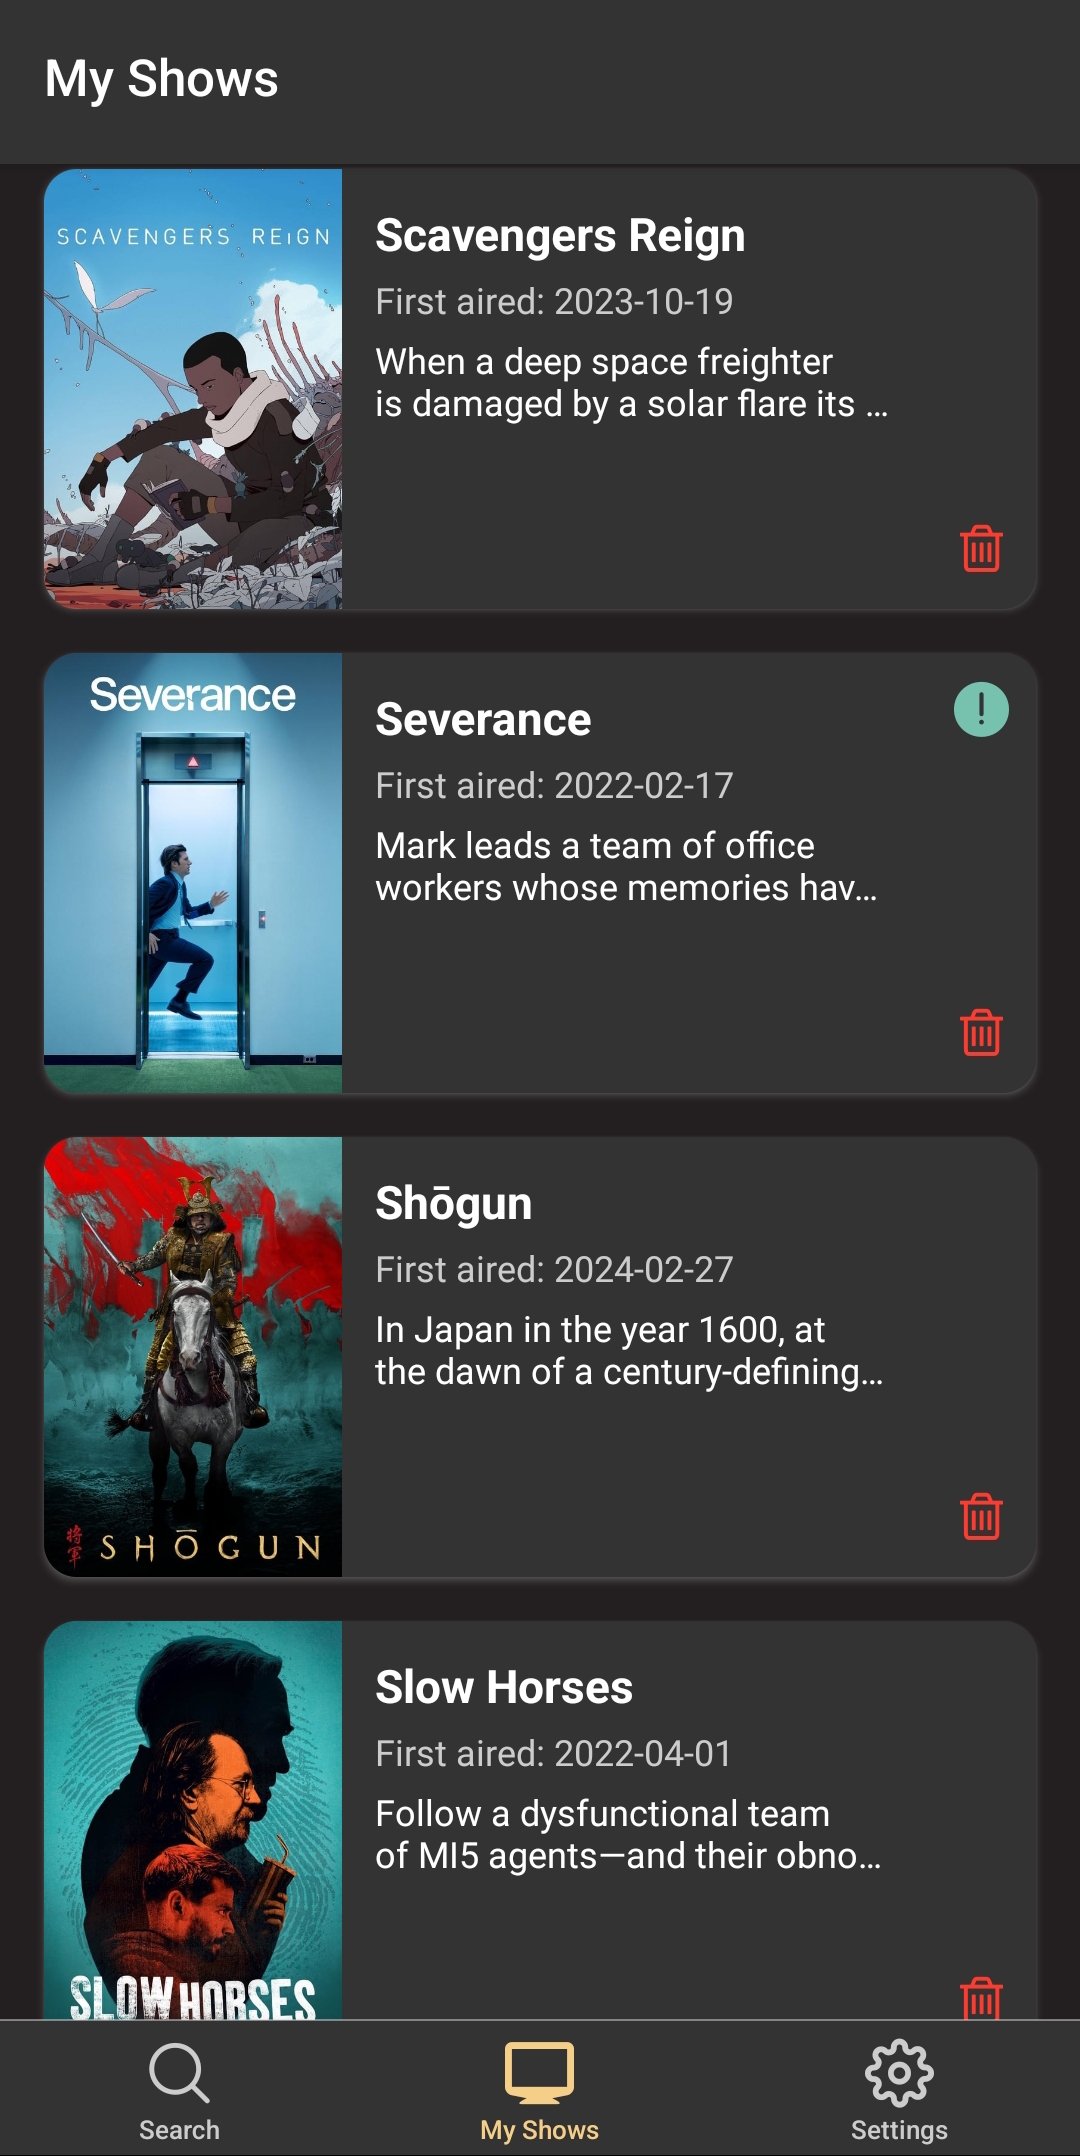 My Shows
SCAVENGERS REIGN
Scavengers Reign
First aired: 2023-10-19
When a deep space freighter
is damaged by a solar flare its ...
Severance
Severance
!
First aired: 2022-02-17
Mark leads a team of office
workers whose memories hav...
Shōgun
First aired: 2024-02-27
In Japan in the year 1600, at
the dawn of a century-defining...
将軍 SHŌGUN
Slow Horses
First aired: 2022-04-01
Follow a dysfunctional team
of MI5 agents—and their obno...
SLOW HORSES
Search
My Shows
Settings